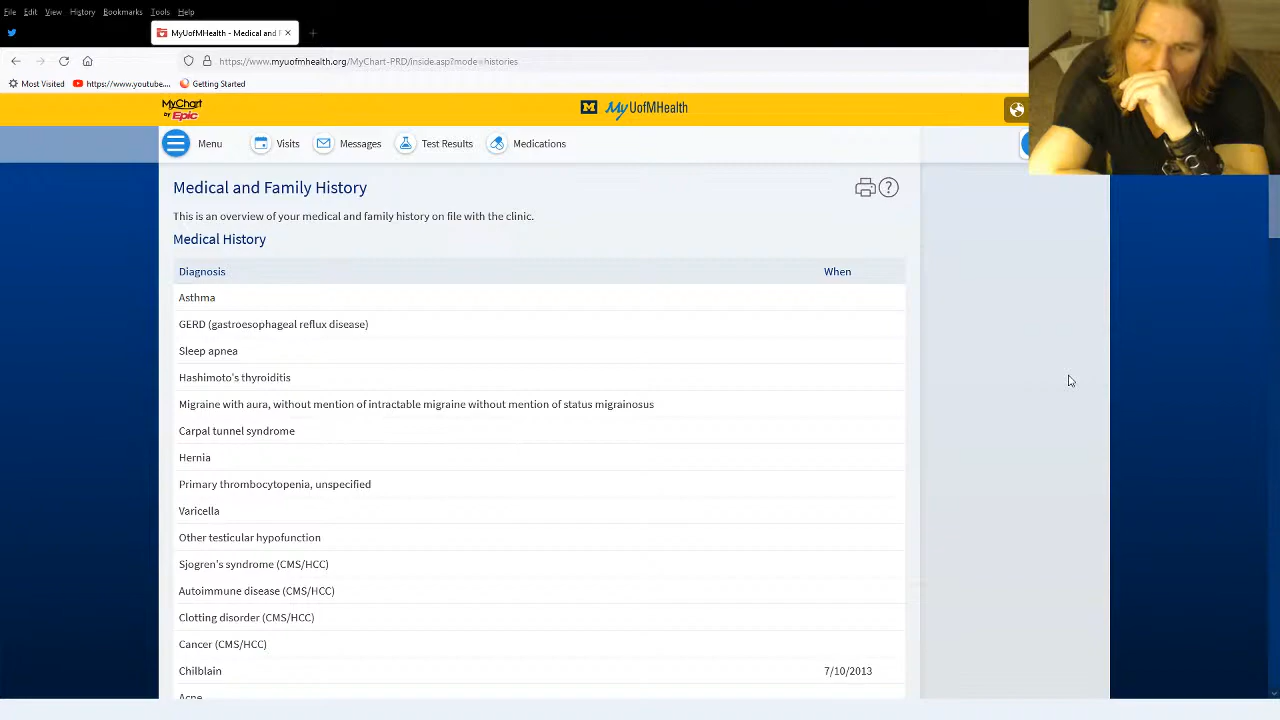 File Edit View History Bookmarks Tools Help
MyUofMHealth - Medical and F
https://www.myuofmhealth.org/MyChart-PRD/inside.asp?mode=histories
Most Visited https://www.youtube.... Getting Started
MyChart
by Epic
M MyUofMHealth
Menu Visits Messages Test Results Medications
Medical and Family History
This is an overview of your medical and family history on file with the clinic.
Medical History
Diagnosis When
Asthma
GERD (gastroesophageal reflux disease)
Sleep apnea
Hashimoto's thyroiditis
Migraine with aura, without mention of intractable migraine without mention of status migrainosus
Carpal tunnel syndrome
Hernia
Primary thrombocytopenia, unspecified
Varicella
Other testicular hypofunction
Sjogren's syndrome (CMS/HCC)
Autoimmune disease (CMS/HCC)
Clotting disorder (CMS/HCC)
Cancer (CMS/HCC)
Chilblain 7/10/2013
Acne